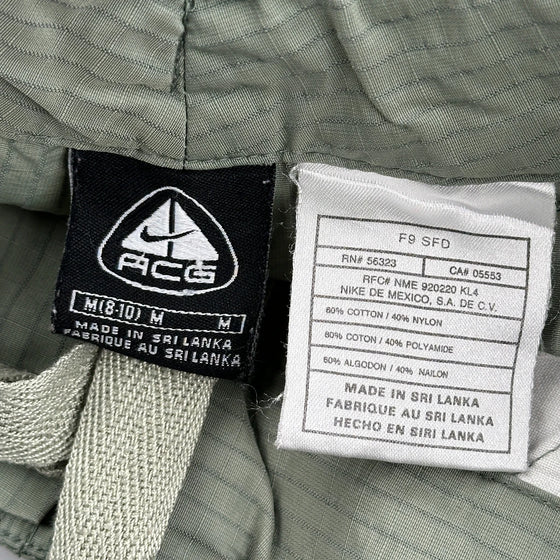 ACG
M(8-10) M M
MADE IN SRI LANKA
FABRIQUE AU SRI LANKA
F9 SFD
RN# 56323 CA# 05553
RFC# NME 920220 KL4
NIKE DE MEXICO, S.A. DE C.V.
60% COTTON / 40% NYLON
60% COTON / 40% POLYAMIDE
60% ALGODON / 40% NAILON
MADE IN SRI LANKA
FABRIQUE AU SRI LANKA
HECHO EN SIRI LANKA